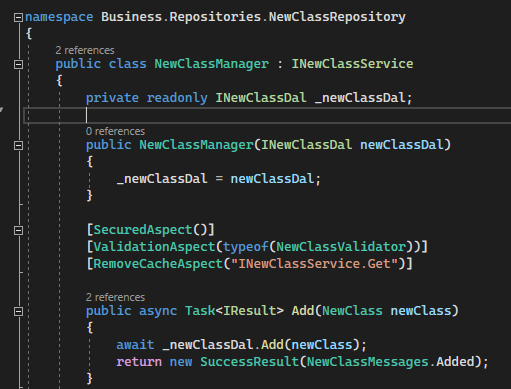 namespace Business.Repositories.NewClassRepository
{
2 references
public class NewClassManager : INewClassService
{
private readonly INewClassDal _newClassDal;
0 references
public NewClassManager(INewClassDal newClassDal)
{
_newClassDal = newClassDal;
}
[SecuredAspect()]
[ValidationAspect(typeof(NewClassValidator))]
[RemoveCacheAspect("INewClassService.Get")]
2 references
public async Task<IResult> Add(NewClass newClass)
{
await _newClassDal.Add(newClass);
return new SuccessResult(NewClassMessages.Added);
}